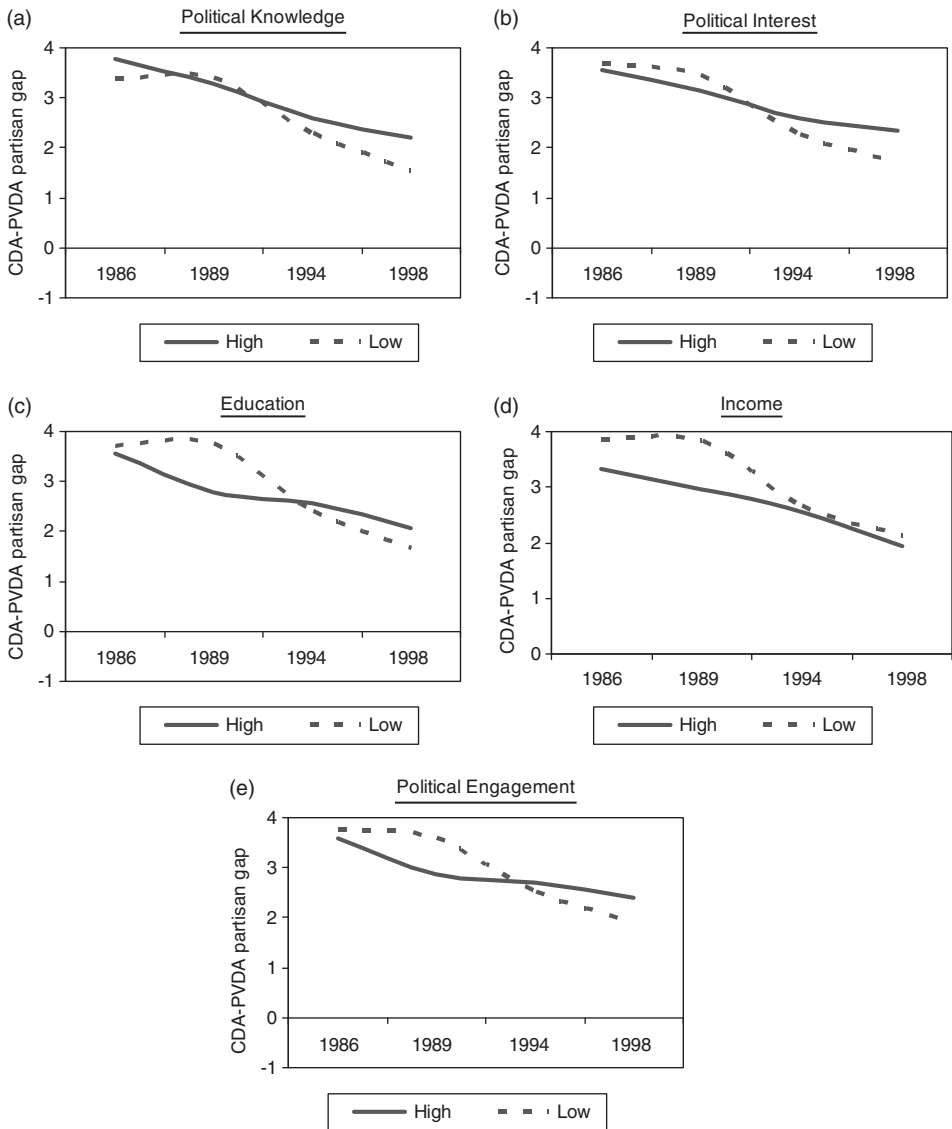 (a)
Political Knowledge
CDA-PVDA partisan gap
4
3
2
1
0
-1
1986 1989 1994 1998
High Low
(b)
Political Interest
CDA-PVDA partisan gap
4
3
2
1
0
-1
1986 1989 1994 1998
High Low
(c)
Education
CDA-PVDA partisan gap
4
3
2
1
0
-1
1986 1989 1994 1998
High Low
(d)
Income
CDA-PVDA partisan gap
4
3
2
1
0
1986 1989 1994 1998
High Low
(e)
Political Engagement
CDA-PVDA partisan gap
4
3
2
1
0
-1
1986 1989 1994 1998
High Low